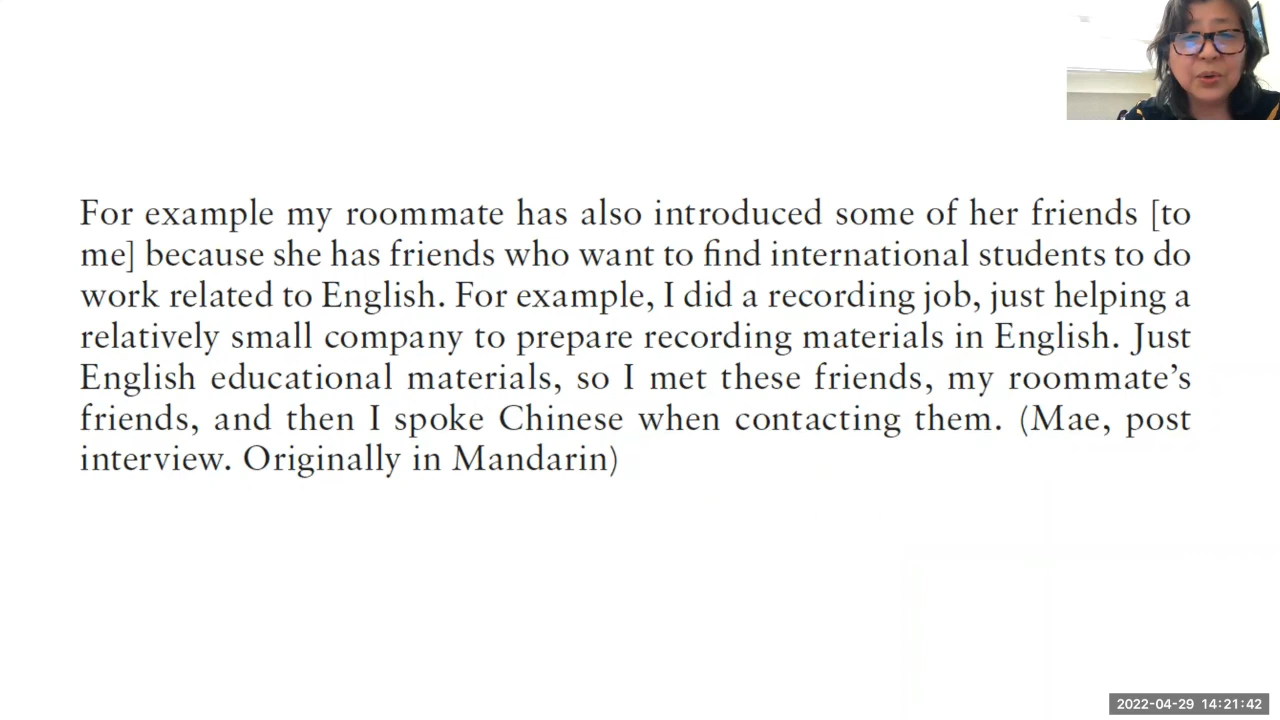 For example my roommate has also introduced some of her friends [to
me] because she has friends who want to find international students to do
work related to English. For example, I did a recording job, just helping a
relatively small company to prepare recording materials in English. Just
English educational materials, so I met these friends, my roommate’s
friends, and then I spoke Chinese when contacting them. (Mae, post
interview. Originally in Mandarin)
2022-04-29 14:21:42